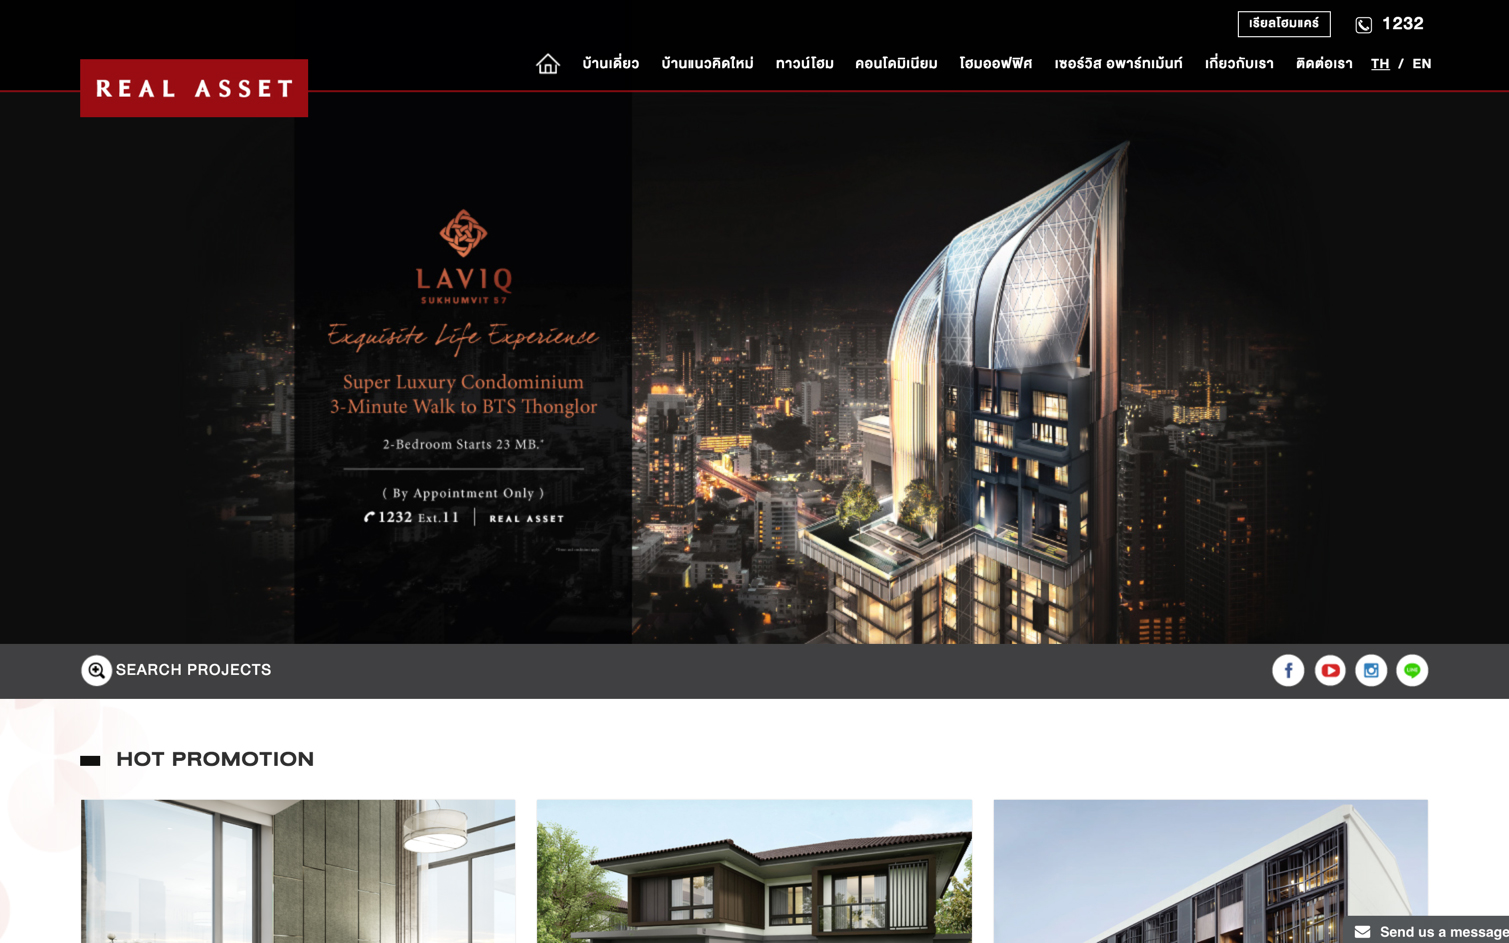 เรียลโฮมแคร์
1232
บ้านเดี่ยว บ้านแนวคิดใหม่ ทาวน์โฮม คอนโดมิเนียม โฮมออฟฟิศ เซอร์วิส อพาร์ทเม้นท์ เกี่ยวกับเรา ติดต่อเรา TH / EN
REAL ASSET
LAVIQ
SUKHUMVIT 57
Exquisite Life Experience
Super Luxury Condominium
3-Minute Walk to BTS Thonglor
2-Bedroom Starts 23 MB.*
( By Appointment Only )
1232 Ext.11 | REAL ASSET
SEARCH PROJECTS
LINE
HOT PROMOTION
Send us a message